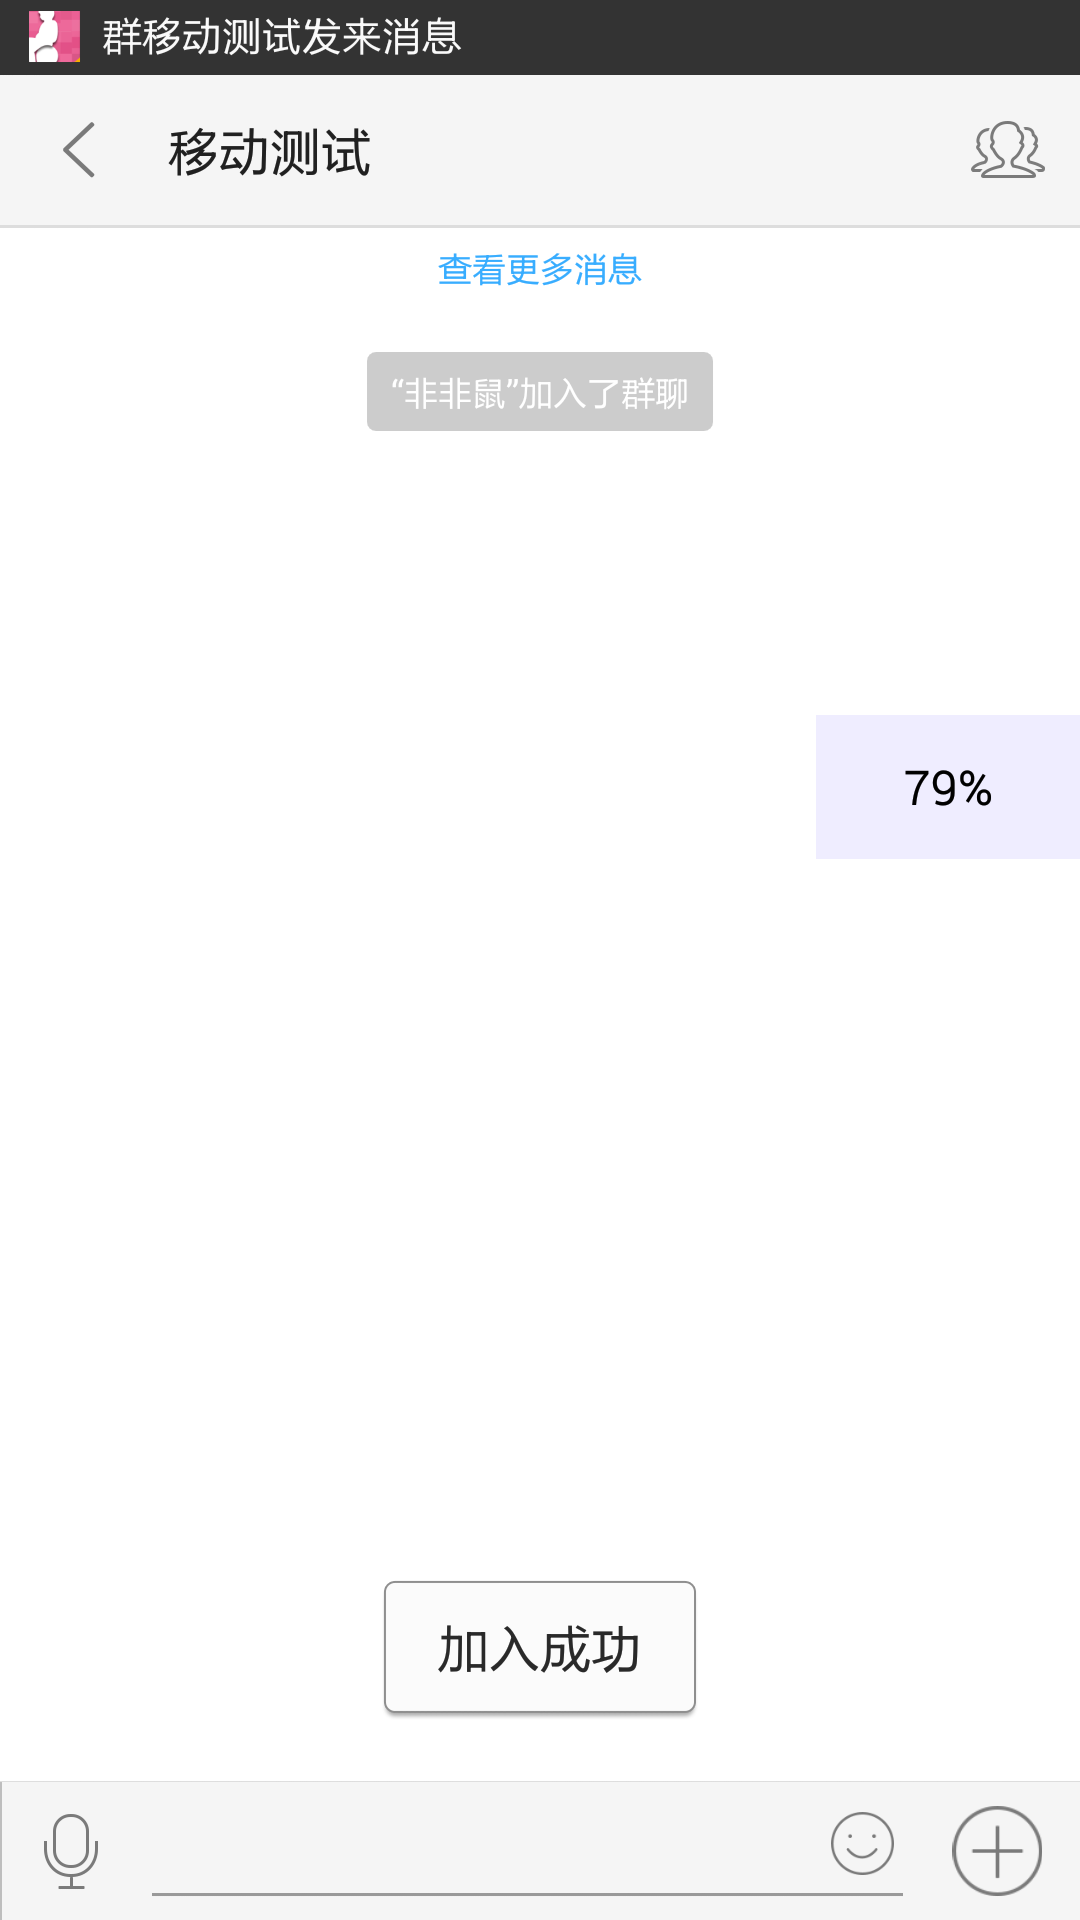 群移动测试发来消息
移动测试
查看更多消息
“非非鼠”加入了群聊
79%
加入成功